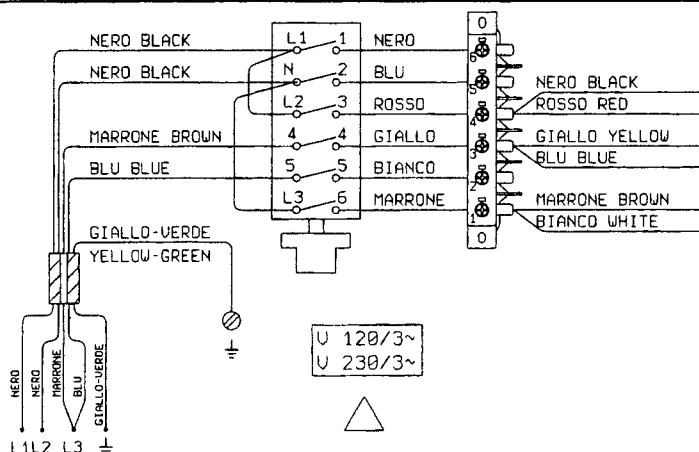 NERO BLACK L1 1 NERO 0 6
NERO BLACK N 2 BLU 5 NERO BLACK
L2 3 ROSSO 4 ROSSO RED
MARRONE BROWN 4 4 GIALLO 3 GIALLO YELLOW
BLU BLUE
BLU BLUE 5 5 BIANCO 2
L3 6 MARRONE 1 MARRONE BROWN
BIANCO WHITE
0
GIALLO-VERDE
YELLOW-GREEN
V 120/3~
V 230/3~
NERO
NERO
MARRONE
BLU
GIALLO-VERDE
L1 L2 L3